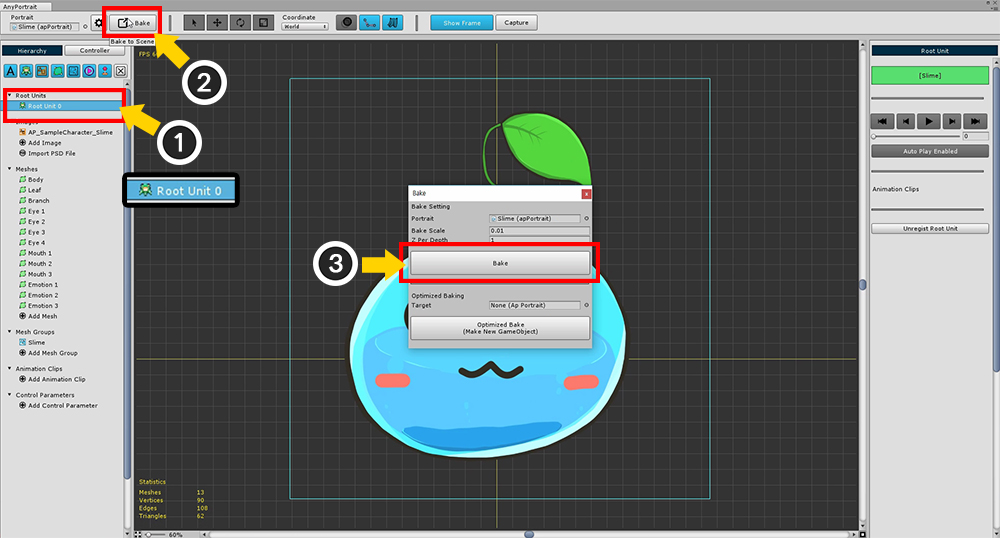 AnyPortrait
Portrait
Slime (apPortrait)
Bake
Bake to Scene
Coordinate
World
Show Frame
Capture
FPS 6
Hierarchy
Controller
Root Units
Root Unit 0
AP_SampleCharacter_Slime
Add Image
Import PSD File
Meshes
Body
Leaf
Branch
Eye 1
Eye 2
Eye 3
Eye 4
Mouth 1
Mouth 2
Mouth 3
Emotion 1
Emotion 2
Emotion 3
Add Mesh
Mesh Groups
Slime
Add Mesh Group
Animation Clips
Add Animation Clip
Control Parameters
Add Control Parameter
2
1
Root Unit 0
3
Bake
Bake Setting
Portrait
Slime (apPortrait)
Bake Scale
0.01
Z Per Depth
1
Bake
Optimized Baking
Target
None (Ap Portrait)
Optimized Bake
(Make New GameObject)
Statistics
Meshes 13
Vertices 90
Edges 108
Triangles 62
60%
Root Unit
[Slime]
0
Auto Play Enabled
Animation Clips
Unregist Root Unit